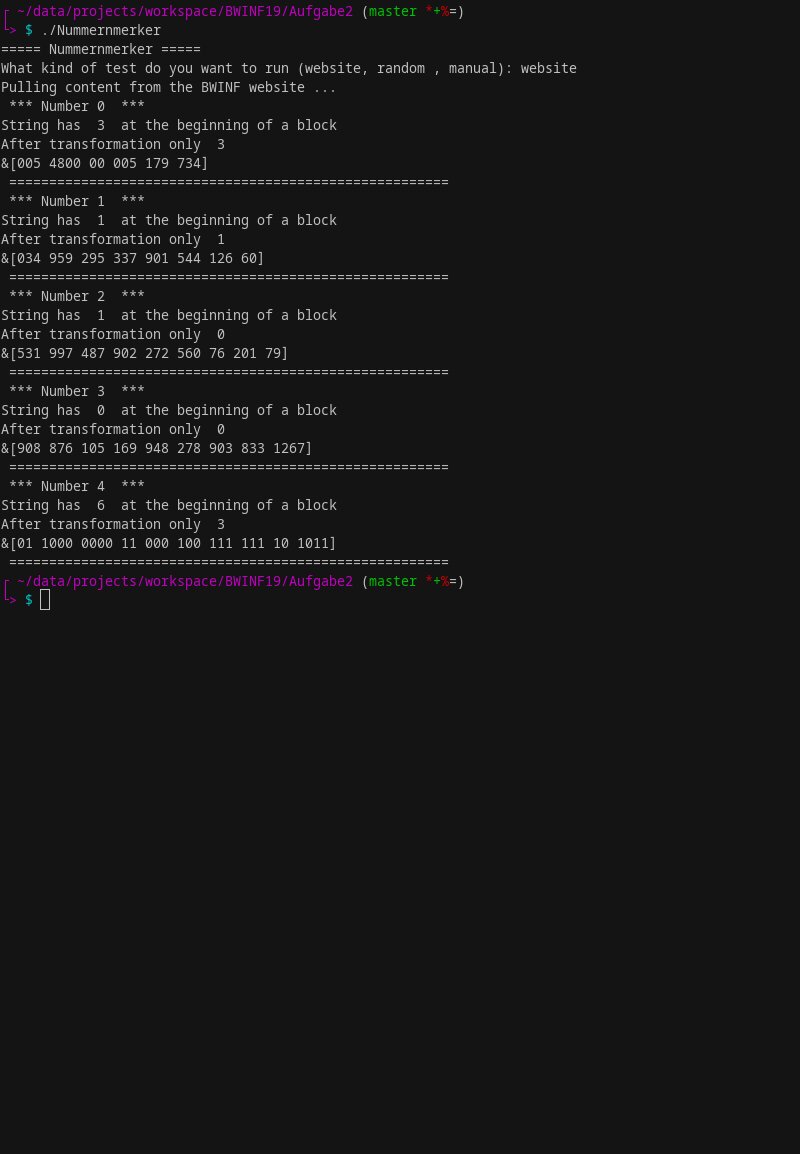 ┌ ~/data/projects/workspace/BWINF19/Aufgabe2 (master *+%=)
└> $ ./Nummernmerker
===== Nummernmerker =====
What kind of test do you want to run (website, random , manual): website
Pulling content from the BWINF website ...
 *** Number 0  ***
String has  3  at the beginning of a block
After transformation only  3
&[005 4800 00 005 179 734]
 =======================================================
 *** Number 1  ***
String has  1  at the beginning of a block
After transformation only  1
&[034 959 295 337 901 544 126 60]
 =======================================================
 *** Number 2  ***
String has  1  at the beginning of a block
After transformation only  0
&[531 997 487 902 272 560 76 201 79]
 =======================================================
 *** Number 3  ***
String has  0  at the beginning of a block
After transformation only  0
&[908 876 105 169 948 278 903 833 1267]
 =======================================================
 *** Number 4  ***
String has  6  at the beginning of a block
After transformation only  3
&[01 1000 0000 11 000 100 111 111 10 1011]
 =======================================================
┌ ~/data/projects/workspace/BWINF19/Aufgabe2 (master *+%=)
└> $